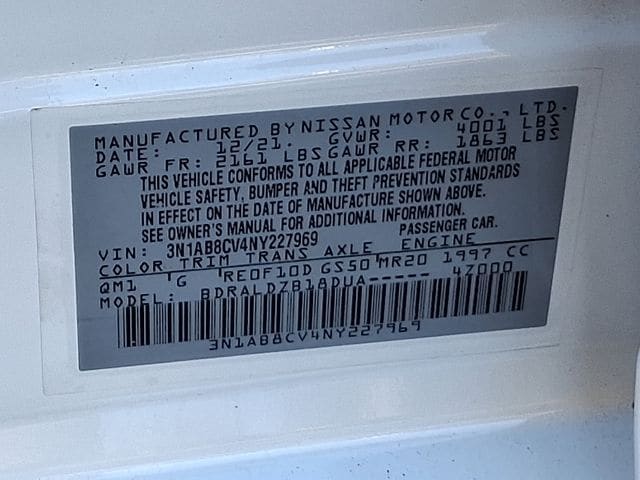 MANUFACTURED BY NISSAN MOTOR CO., LTD.
DATE: 12/21. GVWR: 4001 LBS
GAWR FR: 2161 LBS GAWR RR: 1863 LBS
THIS VEHICLE CONFORMS TO ALL APPLICABLE FEDERAL MOTOR
VEHICLE SAFETY, BUMPER AND THEFT PREVENTION STANDARDS
IN EFFECT ON THE DATE OF MANUFACTURE SHOWN ABOVE.
SEE OWNER'S MANUAL FOR ADDITIONAL INFORMATION.
VIN: 3N1AB8CV4NY227969 PASSENGER CAR.
COLOR TRIM TRANS AXLE ENGINE
QM1 'G RE0F10D GS50 MR20 1997 CC
MODEL: BDRALDZB18DUA----- 4Z000
3N1AB8CV4NY227969